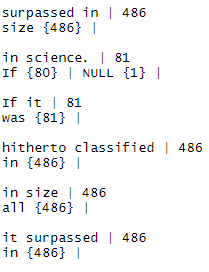 surpassed in | 486
size {486} |
in science. | 81
If {80} | NULL {1} |
If it | 81
was {81} |
hitherto classified | 486
in {486} |
in size | 486
all {486} |
it surpassed | 486
in {486} |